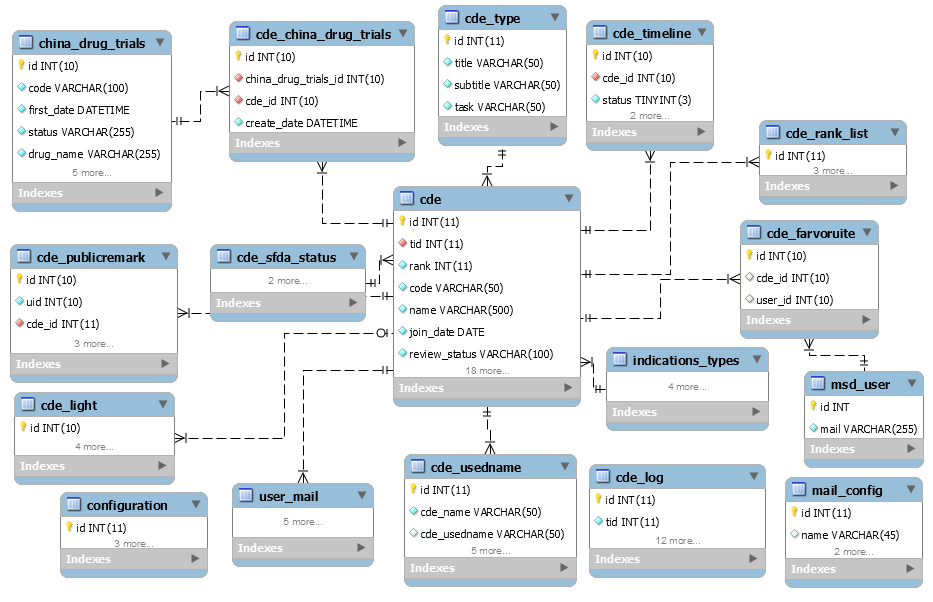 china_drug_trials
id INT(10)
code VARCHAR(100)
first_date DATETIME
status VARCHAR(255)
drug_name VARCHAR(255)
5 more...
Indexes
cde_china_drug_trials
id INT(10)
china_drug_trials_id INT(10)
cde_id INT(10)
create_date DATETIME
Indexes
cde_type
id INT(11)
title VARCHAR(50)
subtitle VARCHAR(50)
task VARCHAR(50)
Indexes
cde_timeline
id INT(10)
cde_id INT(10)
status TINYINT(3)
2 more...
Indexes
cde_rank_list
id INT(11)
3 more...
Indexes
cde_publicremark
id INT(10)
uid INT(10)
cde_id INT(11)
3 more...
Indexes
cde_sfda_status
2 more...
Indexes
cde
id INT(11)
tid INT(11)
rank INT(11)
code VARCHAR(50)
name VARCHAR(500)
join_date DATE
review_status VARCHAR(100)
18 more...
Indexes
cde_farvoruite
id INT(10)
cde_id INT(10)
user_id INT(10)
Indexes
indications_types
4 more...
Indexes
msd_user
id INT
mail VARCHAR(255)
Indexes
cde_light
id INT(10)
4 more...
Indexes
configuration
id INT(11)
3 more...
Indexes
user_mail
5 more...
Indexes
cde_usedname
id INT(11)
cde_name VARCHAR(50)
cde_usedname VARCHAR(50)
5 more...
Indexes
cde_log
id INT(11)
tid INT(11)
12 more...
Indexes
mail_config
id INT(11)
name VARCHAR(45)
2 more...
Indexes